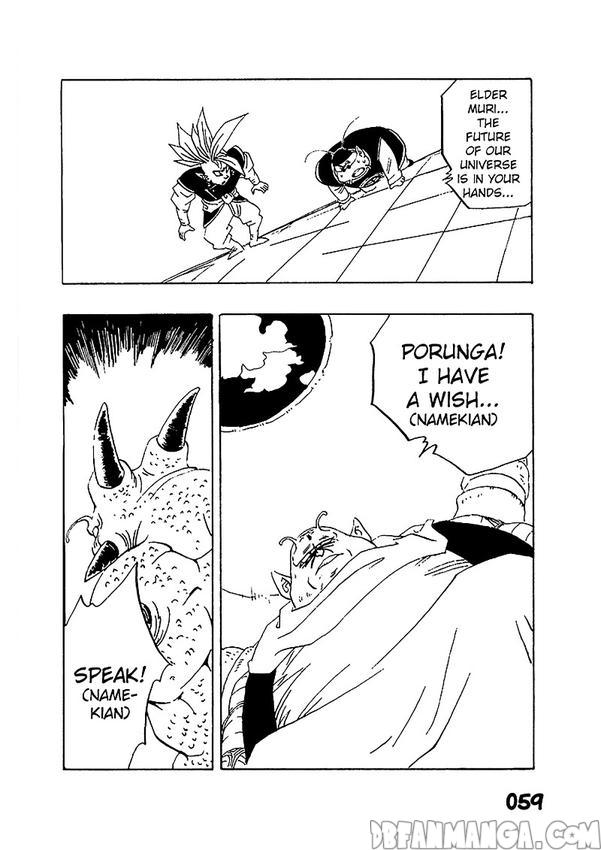 ELDER
MURI...
THE
FUTURE
OF OUR
UNIVERSE
IS IN YOUR
HANDS...
PORUNGA!
I HAVE
A WISH...
(NAMEKIAN)
SPEAK!
(NAME-
KIAN)
059
DBFANMANGA.COM